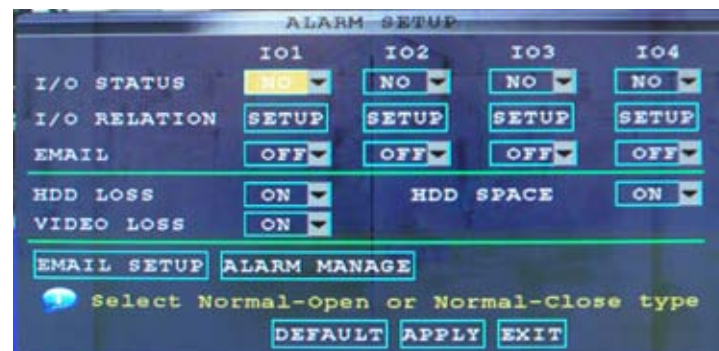 ALARM SETUP
IO1 IO2 IO3 IO4
I/O STATUS NO NO NO NO
I/O RELATION SETUP SETUP SETUP SETUP
EMAIL OFF OFF OFF OFF
HDD LOSS ON HDD SPACE ON
VIDEO LOSS ON
EMAIL SETUP ALARM MANAGE
Select Normal-Open or Normal-Close type
DEFAULT APPLY EXIT